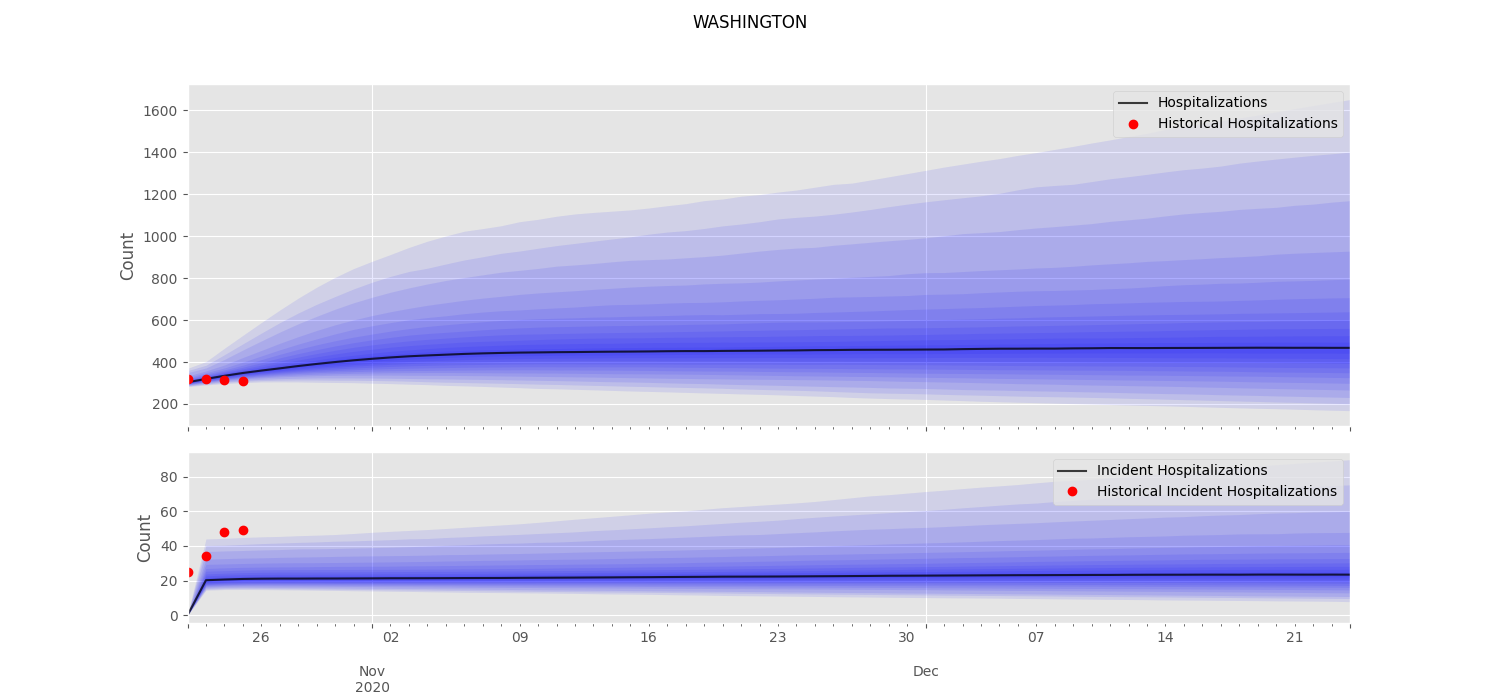 WASHINGTON
Hospitalizations
Historical Hospitalizations
1600
1400
1200
1000
800
600
400
200
Count
Incident Hospitalizations
Historical Incident Hospitalizations
80
60
40
20
0
Count
26 02 09 16 23 30 07 14 21
Nov Dec
2020